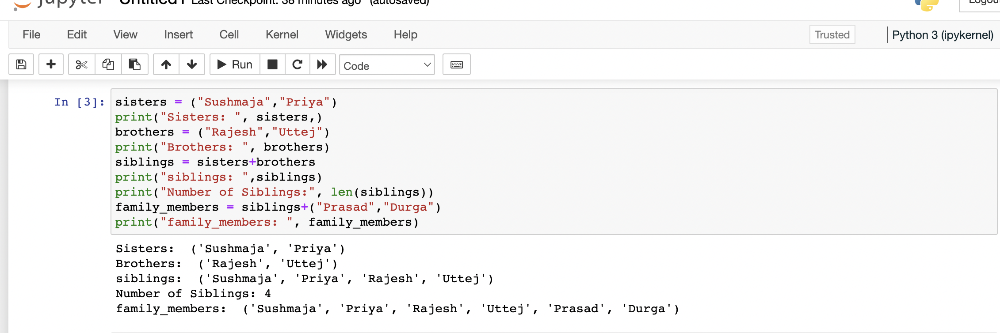 jupyter Untitled1 Last Checkpoint: 38 minutes ago (autosaved) Logout
File Edit View Insert Cell Kernel Widgets Help Trusted Python 3 (ipykernel)
Run Code
In [3]: sisters = ("Sushmaja","Priya")
print("Sisters: ", sisters,)
brothers = ("Rajesh","Uttej")
print("Brothers: ", brothers)
siblings = sisters+brothers
print("siblings: ",siblings)
print("Number of Siblings:", len(siblings))
family_members = siblings+("Prasad","Durga")
print("family_members: ", family_members)
Sisters:  ('Sushmaja', 'Priya')
Brothers:  ('Rajesh', 'Uttej')
siblings:  ('Sushmaja', 'Priya', 'Rajesh', 'Uttej')
Number of Siblings: 4
family_members:  ('Sushmaja', 'Priya', 'Rajesh', 'Uttej', 'Prasad', 'Durga')